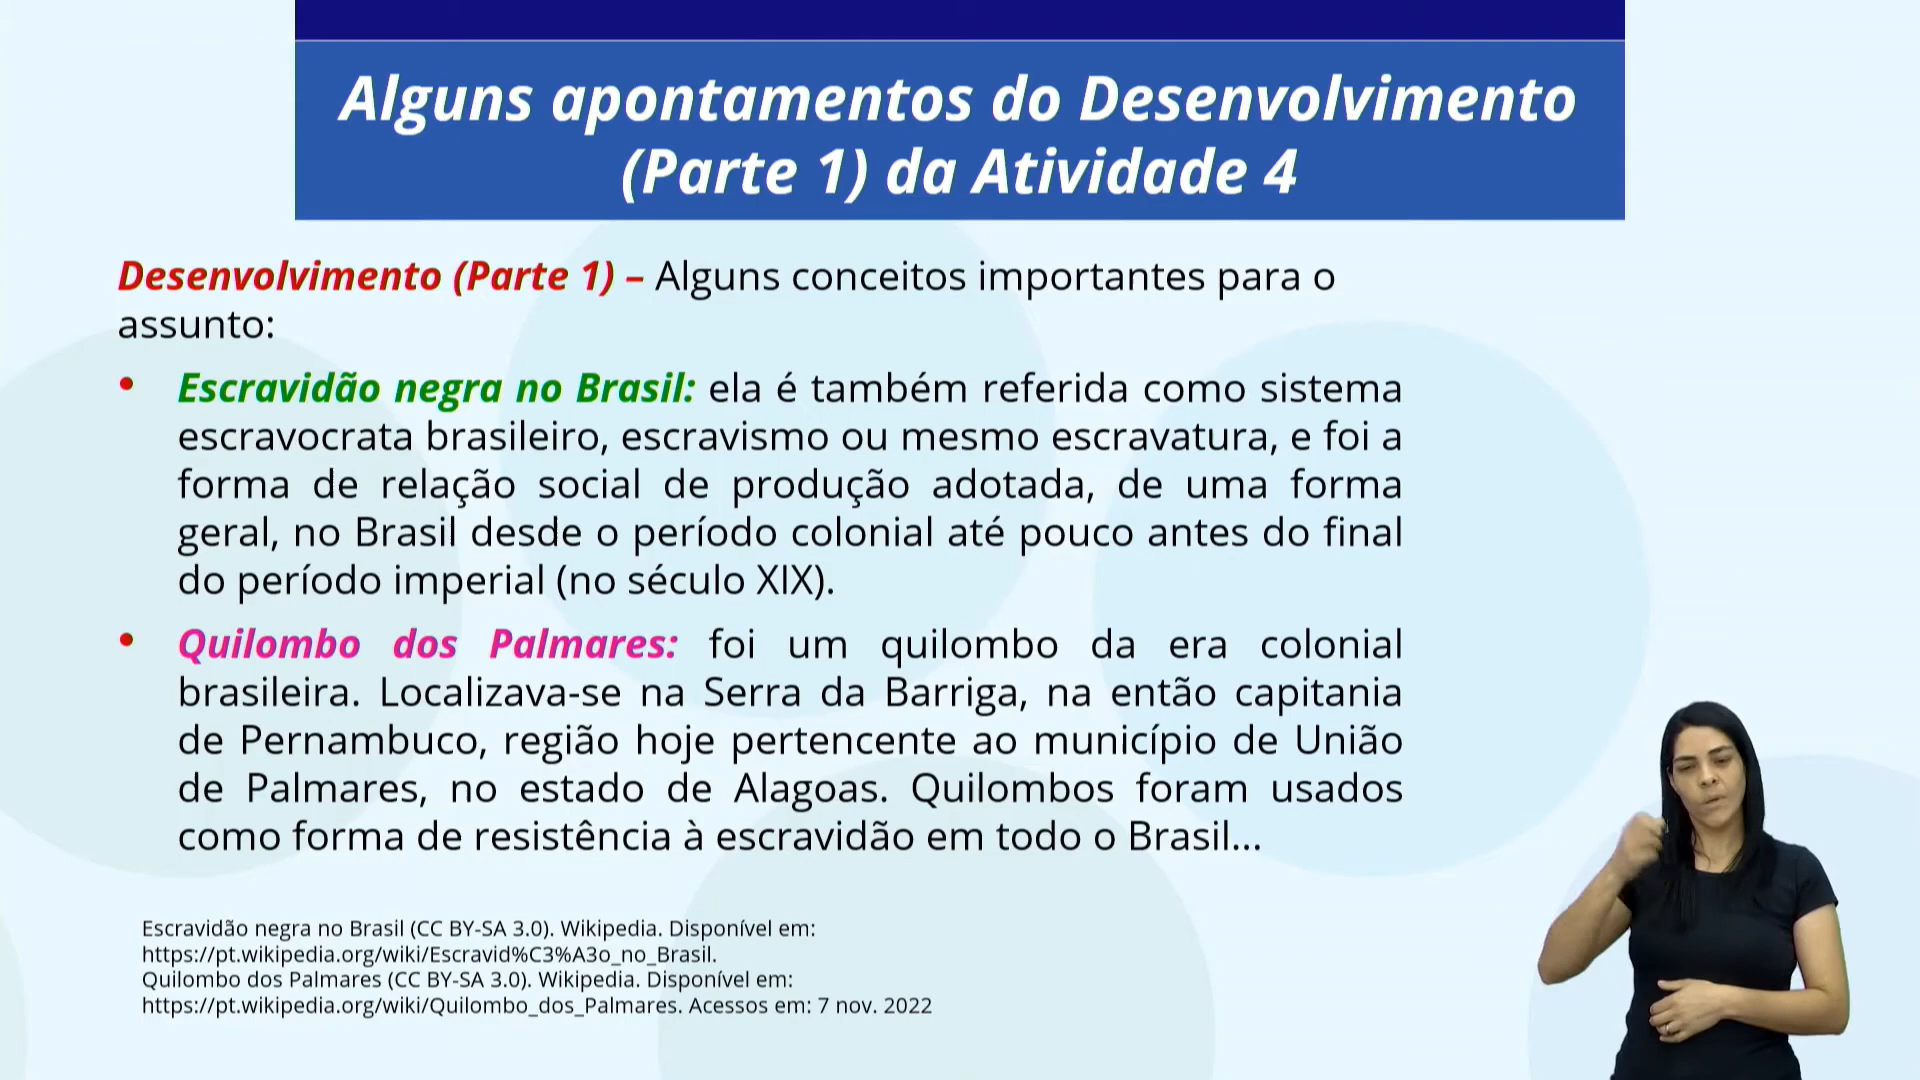 Alguns apontamentos do Desenvolvimento
(Parte 1) da Atividade 4
Desenvolvimento (Parte 1) – Alguns conceitos importantes para o
assunto:
• Escravidão negra no Brasil: ela é também referida como sistema
escravocrata brasileiro, escravismo ou mesmo escravatura, e foi a
forma de relação social de produção adotada, de uma forma
geral, no Brasil desde o período colonial até pouco antes do final
do período imperial (no século XIX).
• Quilombo dos Palmares: foi um quilombo da era colonial
brasileira. Localizava-se na Serra da Barriga, na então capitania
de Pernambuco, região hoje pertencente ao município de União
de Palmares, no estado de Alagoas. Quilombos foram usados
como forma de resistência à escravidão em todo o Brasil...
Escravidão negra no Brasil (CC BY-SA 3.0). Wikipedia. Disponível em:
https://pt.wikipedia.org/wiki/Escravid%C3%A3o_no_Brasil.
Quilombo dos Palmares (CC BY-SA 3.0). Wikipedia. Disponível em:
https://pt.wikipedia.org/wiki/Quilombo_dos_Palmares. Acessos em: 7 nov. 2022